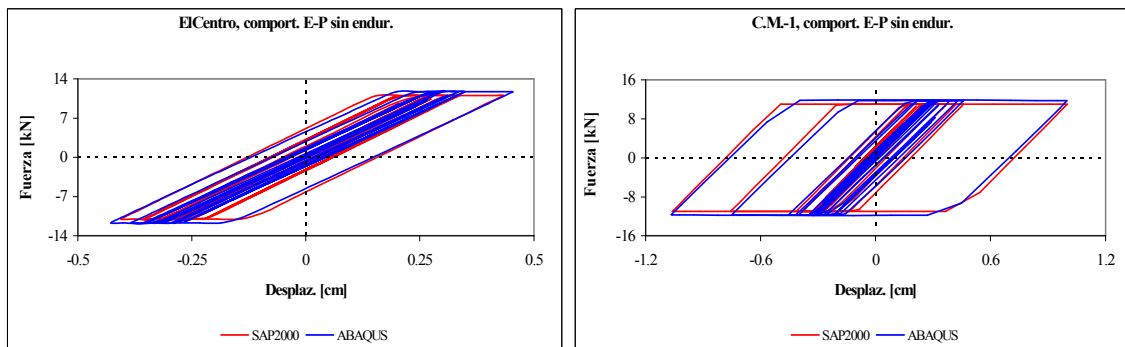 ElCentro, comport. E-P sin endur.
14
7
0
-7
-14
-0.5
-0.25
0
0.25
0.5
Fuerza [kN]
Desplaz. [cm]
SAP2000
ABAQUS
C.M.-1, comport. E-P sin endur.
16
8
0
-8
-16
-1.2
-0.6
0
0.6
1.2
Fuerza [kN]
Desplaz. [cm]
SAP2000
ABAQUS